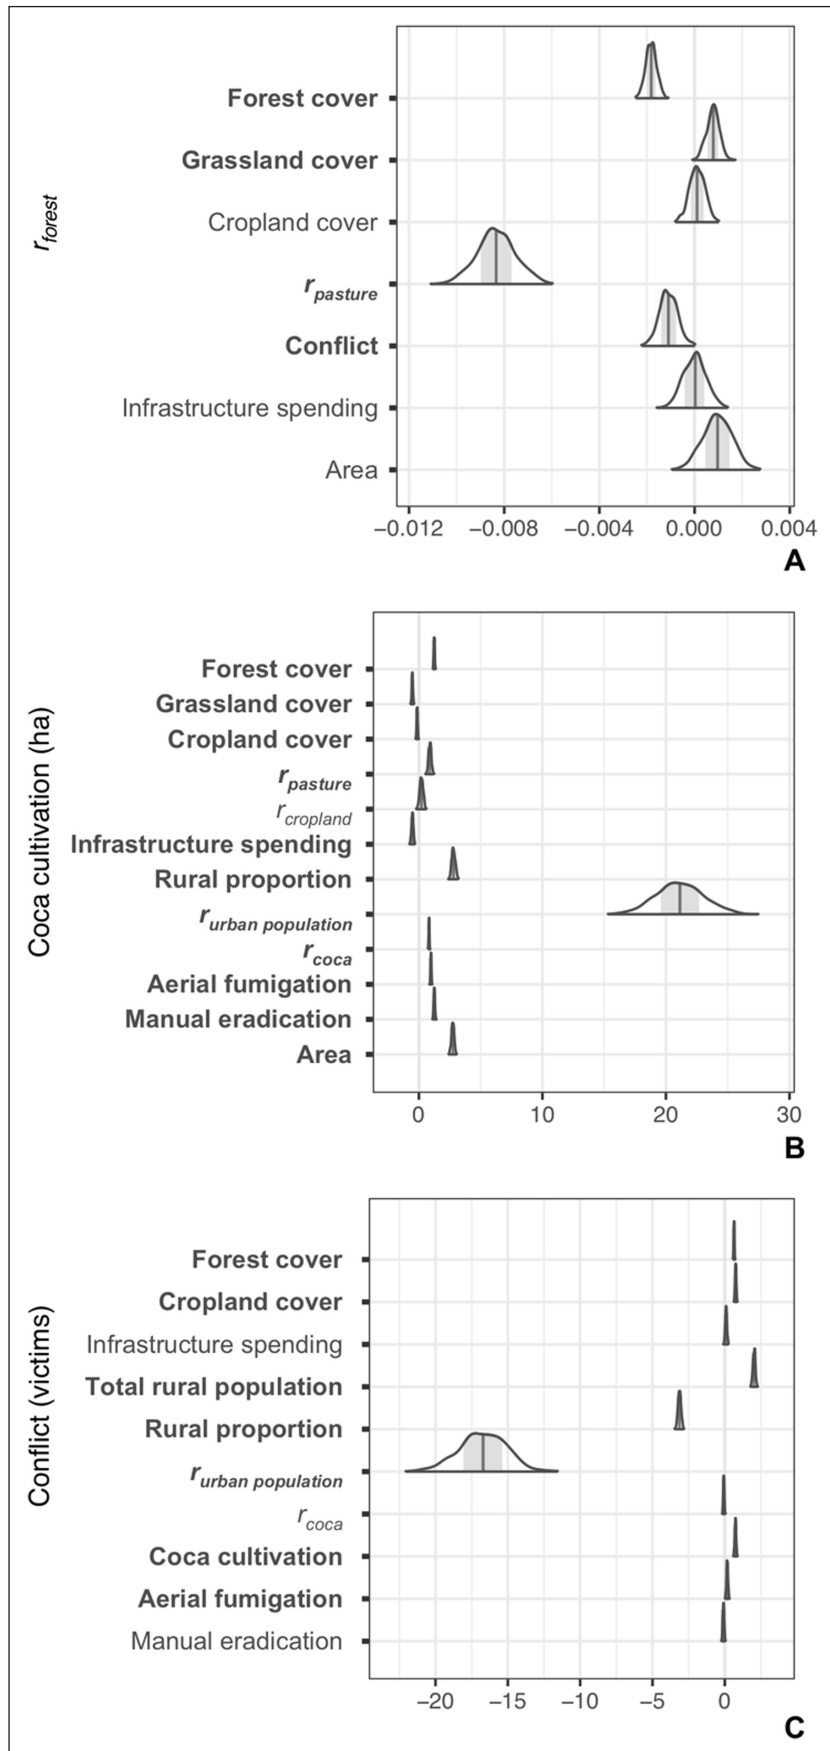 r_forest
Forest cover
Grassland cover
Cropland cover
r_pasture
Conflict
Infrastructure spending
Area
−0.012 −0.008 −0.004 0.000 0.004
A
Coca cultivation (ha)
Forest cover
Grassland cover
Cropland cover
r_pasture
r_cropland
Infrastructure spending
Rural proportion
r_urban population
r_coca
Aerial fumigation
Manual eradication
Area
0 10 20 30
B
Conflict (victims)
Forest cover
Cropland cover
Infrastructure spending
Total rural population
Rural proportion
r_urban population
r_coca
Coca cultivation
Aerial fumigation
Manual eradication
−20 −15 −10 −5 0
C